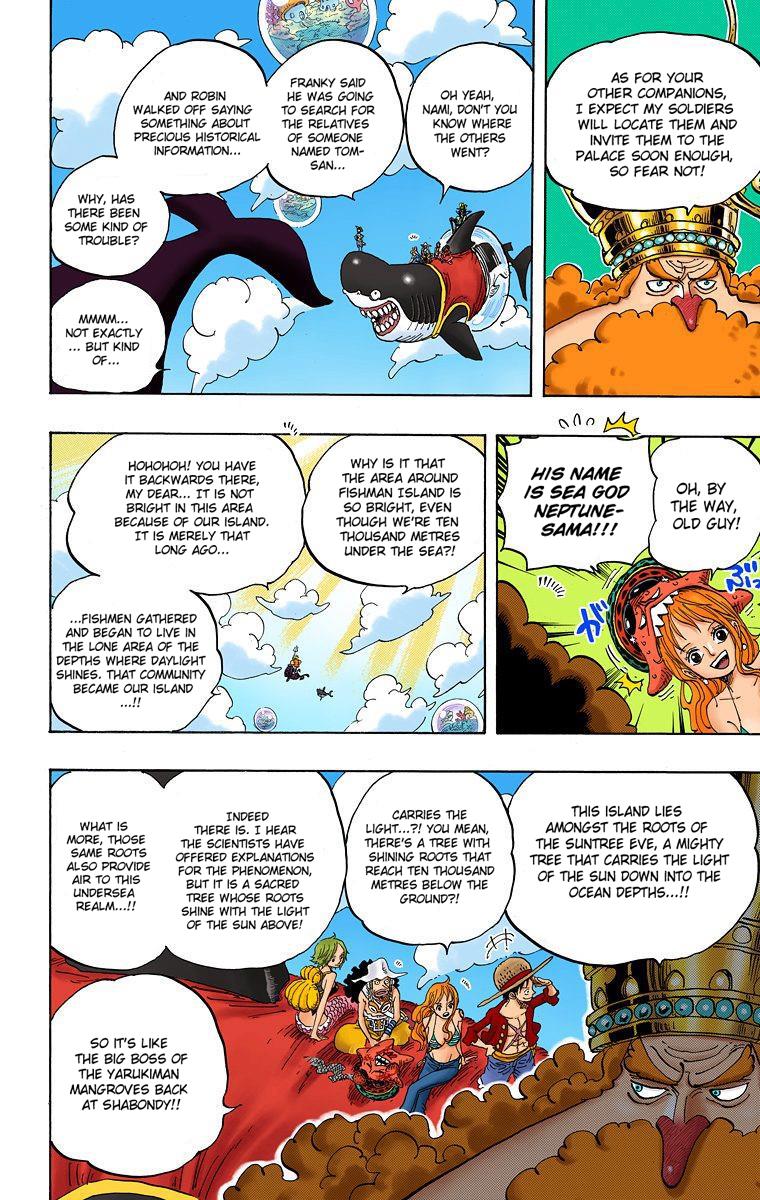 AS FOR YOUR
OTHER COMPANIONS,
I EXPECT MY SOLDIERS
WILL LOCATE THEM AND
INVITE THEM TO THE
PALACE SOON ENOUGH,
SO FEAR NOT!
OH YEAH,
NAMI, DON'T YOU
KNOW WHERE
THE OTHERS
WENT?
FRANKY SAID
HE WAS GOING
TO SEARCH FOR
THE RELATIVES
OF SOMEONE
NAMED TOM-
SAN...
AND ROBIN
WALKED OFF SAYING
SOMETHING ABOUT
PRECIOUS HISTORICAL
INFORMATION...
WHY, HAS
THERE BEEN
SOME KIND OF
TROUBLE?
MMMM...
NOT EXACTLY
... BUT KIND
OF...
OH, BY
THE WAY,
OLD GUY!
HIS NAME
IS SEA GOD
NEPTUNE-
SAMA!!!
WHY IS IT THAT
THE AREA AROUND
FISHMAN ISLAND IS
SO BRIGHT, EVEN
THOUGH WE'RE TEN
THOUSAND METRES
UNDER THE SEA?!
HOHOHOH! YOU HAVE
IT BACKWARDS THERE,
MY DEAR... IT IS NOT
BRIGHT IN THIS AREA
BECAUSE OF OUR ISLAND.
IT IS MERELY THAT
LONG AGO...
...FISHMEN GATHERED
AND BEGAN TO LIVE IN
THE LONE AREA OF THE
DEPTHS WHERE DAYLIGHT
SHINES. THAT COMMUNITY
BECAME OUR ISLAND
...!!
THIS ISLAND LIES
AMONGST THE ROOTS OF
THE SUNTREE EVE, A MIGHTY
TREE THAT CARRIES THE LIGHT
OF THE SUN DOWN INTO THE
OCEAN DEPTHS...!!
CARRIES THE
LIGHT...?! YOU MEAN,
THERE'S A TREE WITH
SHINING ROOTS THAT
REACH TEN THOUSAND
METRES BELOW THE
GROUND?!
INDEED
THERE IS. I HEAR
THE SCIENTISTS HAVE
OFFERED EXPLANATIONS
FOR THE PHENOMENON,
BUT IT IS A SACRED
TREE WHOSE ROOTS
SHINE WITH THE LIGHT
OF THE SUN ABOVE!
WHAT IS
MORE, THOSE
SAME ROOTS
ALSO PROVIDE
AIR TO THIS
UNDERSEA
REALM...!!
SO IT'S LIKE
THE BIG BOSS OF
THE YARUKIMAN
MANGROVES BACK
AT SHABONDY!!